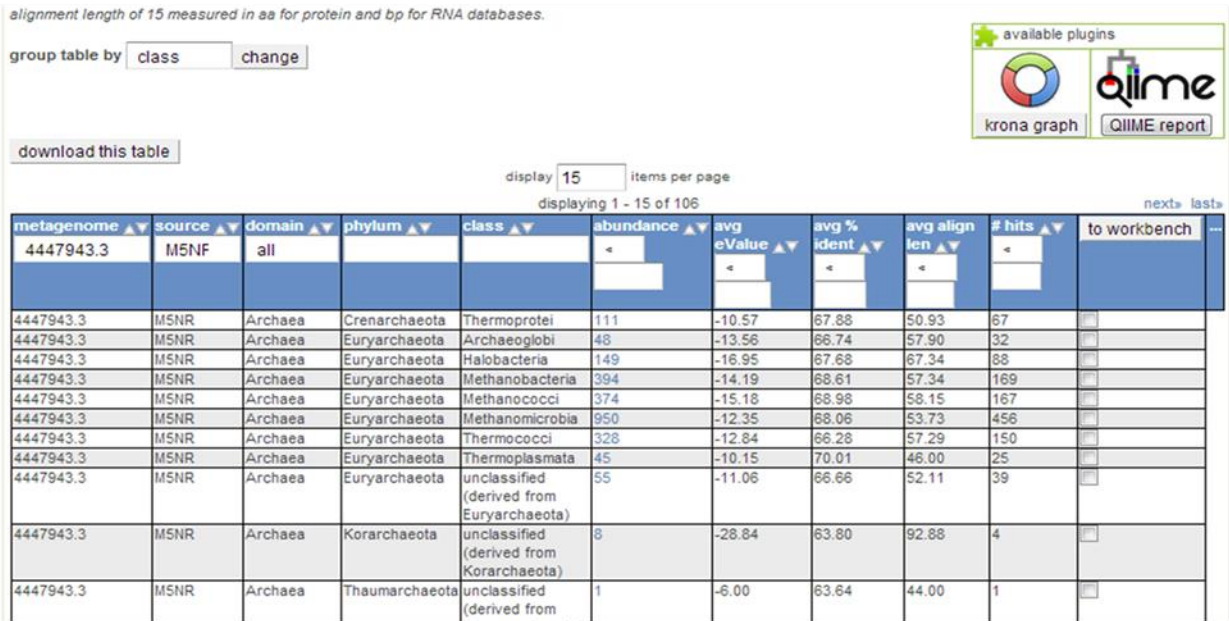 alignment length of 15 measured in aa for protein and bp for RNA databases.
available plugins
group table by class change
Qiime
krona graph QIIME report
download this table
display 15 items per page
displaying 1 - 15 of 106 next» last»
metagenome ▲▼ source ▲▼ domain ▲▼ phylum ▲▼ class ▲▼ abundance ▲▼ avg eValue ▲▼ avg % ident ▲▼ avg align len ▲▼ # hits ▲▼ to workbench ...
4447943.3 M5NR all < < < < <
4447943.3 M5NR Archaea Crenarchaeota Thermoprotei 111 -10.57 67.88 50.93 67
4447943.3 M5NR Archaea Euryarchaeota Archaeoglobi 48 -13.56 66.74 57.90 32
4447943.3 M5NR Archaea Euryarchaeota Halobacteria 149 -16.95 67.68 67.34 88
4447943.3 M5NR Archaea Euryarchaeota Methanobacteria 394 -14.19 68.61 57.34 169
4447943.3 M5NR Archaea Euryarchaeota Methanococci 374 -15.18 68.98 58.15 167
4447943.3 M5NR Archaea Euryarchaeota Methanomicrobia 950 -12.35 68.06 53.73 456
4447943.3 M5NR Archaea Euryarchaeota Thermococci 328 -12.84 66.28 57.29 150
4447943.3 M5NR Archaea Euryarchaeota Thermoplasmata 45 -10.15 70.01 46.00 25
4447943.3 M5NR Archaea Euryarchaeota unclassified 55 -11.06 66.66 52.11 39
(derived from
Euryarchaeota)
4447943.3 M5NR Archaea Korarchaeota unclassified 8 -28.84 63.80 92.88 4
(derived from
Korarchaeota)
4447943.3 M5NR Archaea Thaumarchaeota unclassified 1 -6.00 63.64 44.00 1
(derived from